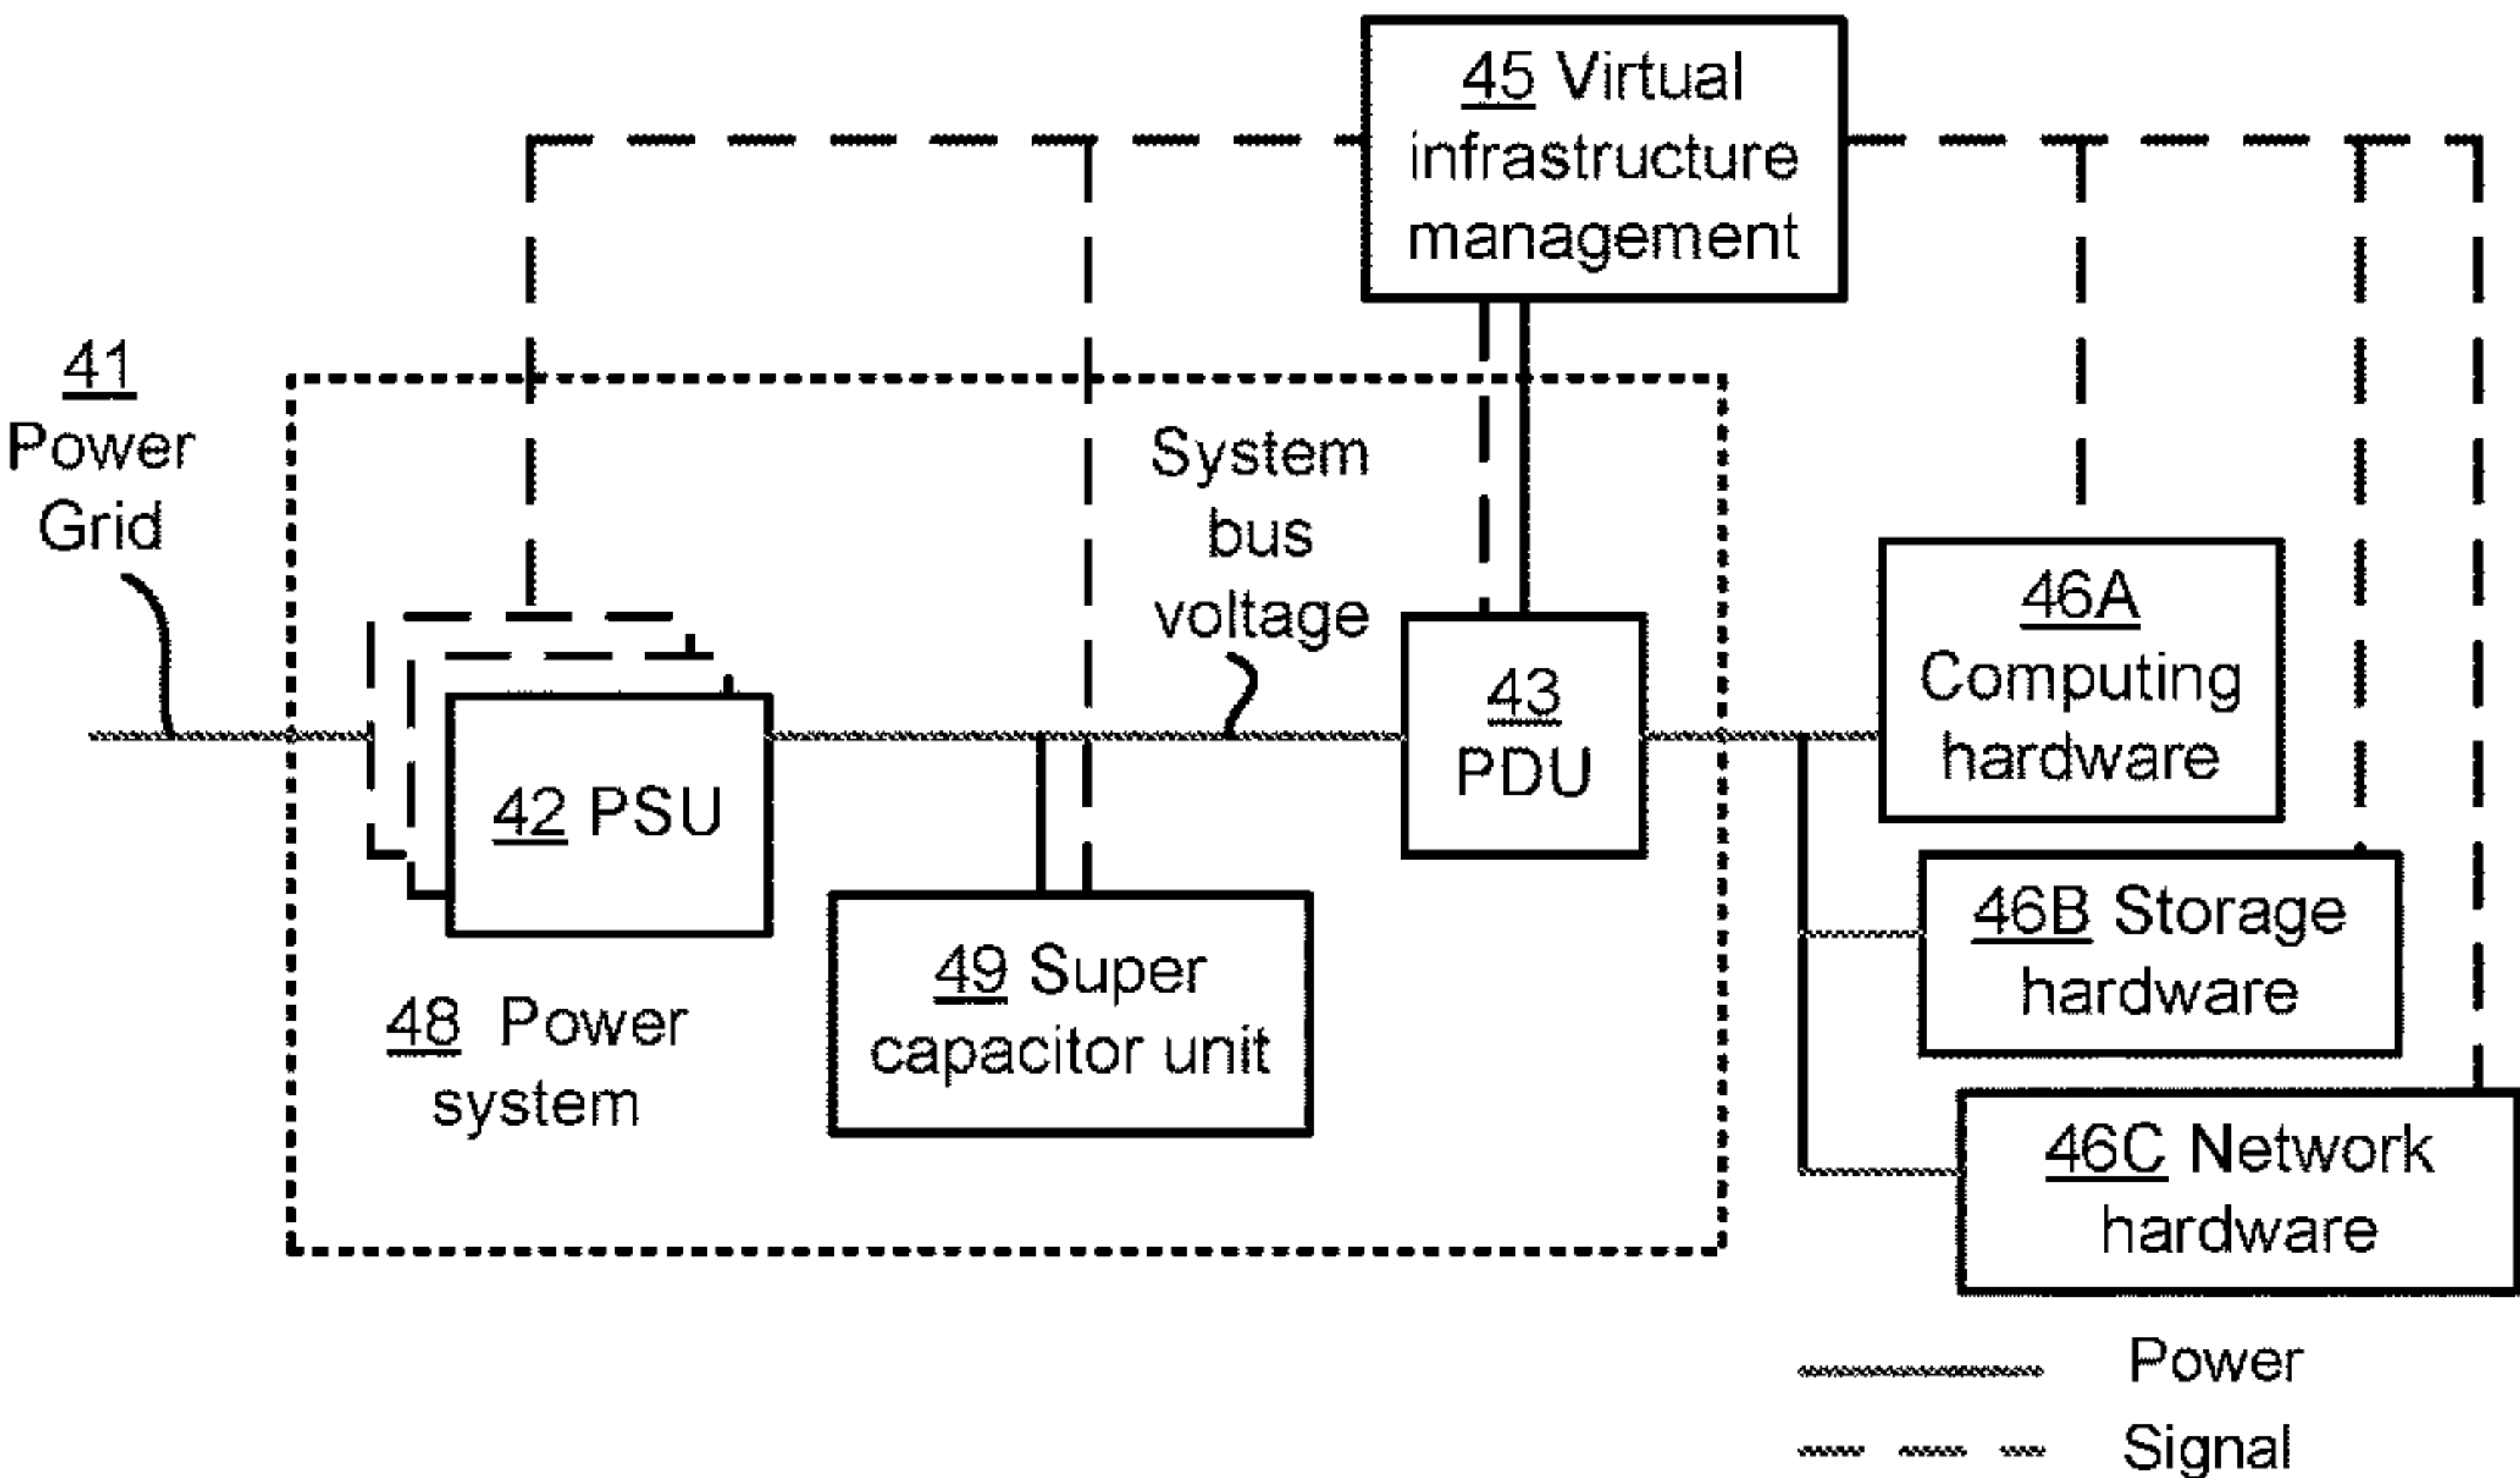 45 Virtual
infrastructure
management
41
Power
Grid
System
bus
voltage
46A
Computing
hardware
43
PDU
42 PSU
46B Storage
hardware
49 Super
capacitor unit
48 Power
system
46C Network
hardware
Power
Signal